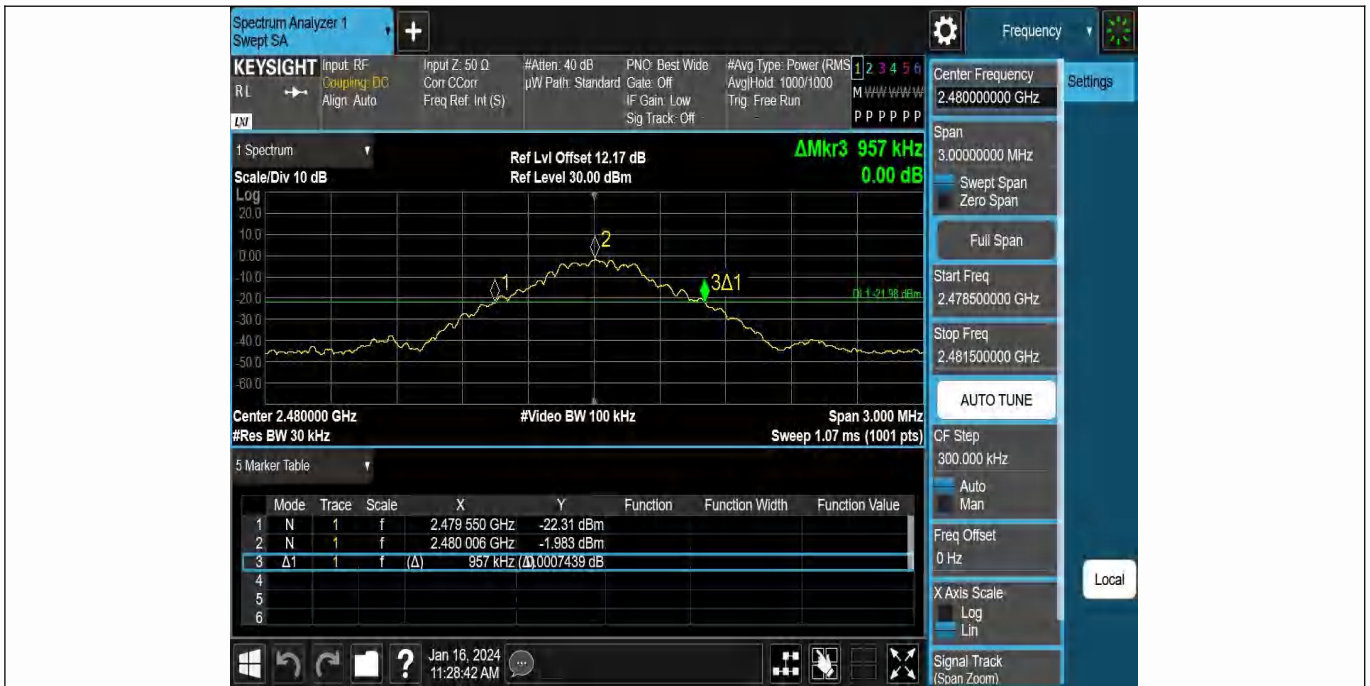 Spectrum Analyzer 1
Swept SA
+
Frequency
KEYSIGHT
RL
LXI
Input: RF
Coupling: DC
Align: Auto
Input Z: 50 Ω
Corr CCorr
Freq Ref: Int (S)
#Atten: 40 dB
µW Path: Standard
PNO: Best Wide
Gate: Off
IF Gain: Low
Sig Track: Off
#Avg Type: Power (RMS
Avg|Hold: 1000/1000
Trig: Free Run
1 2 3 4 5 6
M W W W W W
P P P P P P
1 Spectrum
Scale/Div 10 dB
Ref Lvl Offset 12.17 dB
Ref Level 30.00 dBm
ΔMkr3 957 kHz
0.00 dB
Log
20.0
10.0
0.00
-10.0
-20.0
-30.0
-40.0
-50.0
-60.0
1
2
3Δ1
DL1 -21.98 dBm
Center 2.480000 GHz
#Video BW 100 kHz
Span 3.000 MHz
#Res BW 30 kHz
Sweep 1.07 ms (1001 pts)
5 Marker Table
Mode Trace Scale X Y Function Function Width Function Value
1 N 1 f 2.479 550 GHz -22.31 dBm
2 N 1 f 2.480 006 GHz -1.983 dBm
3 Δ1 1 f (Δ) 957 kHz (Δ)0.0007439 dB
4
5
6
Jan 16, 2024
11:28:42 AM
Center Frequency
2.480000000 GHz
Settings
Span
3.00000000 MHz
Swept Span
Zero Span
Full Span
Start Freq
2.478500000 GHz
Stop Freq
2.481500000 GHz
AUTO TUNE
CF Step
300.000 kHz
Auto
Man
Freq Offset
0 Hz
Local
X Axis Scale
Log
Lin
Signal Track
(Span Zoom)